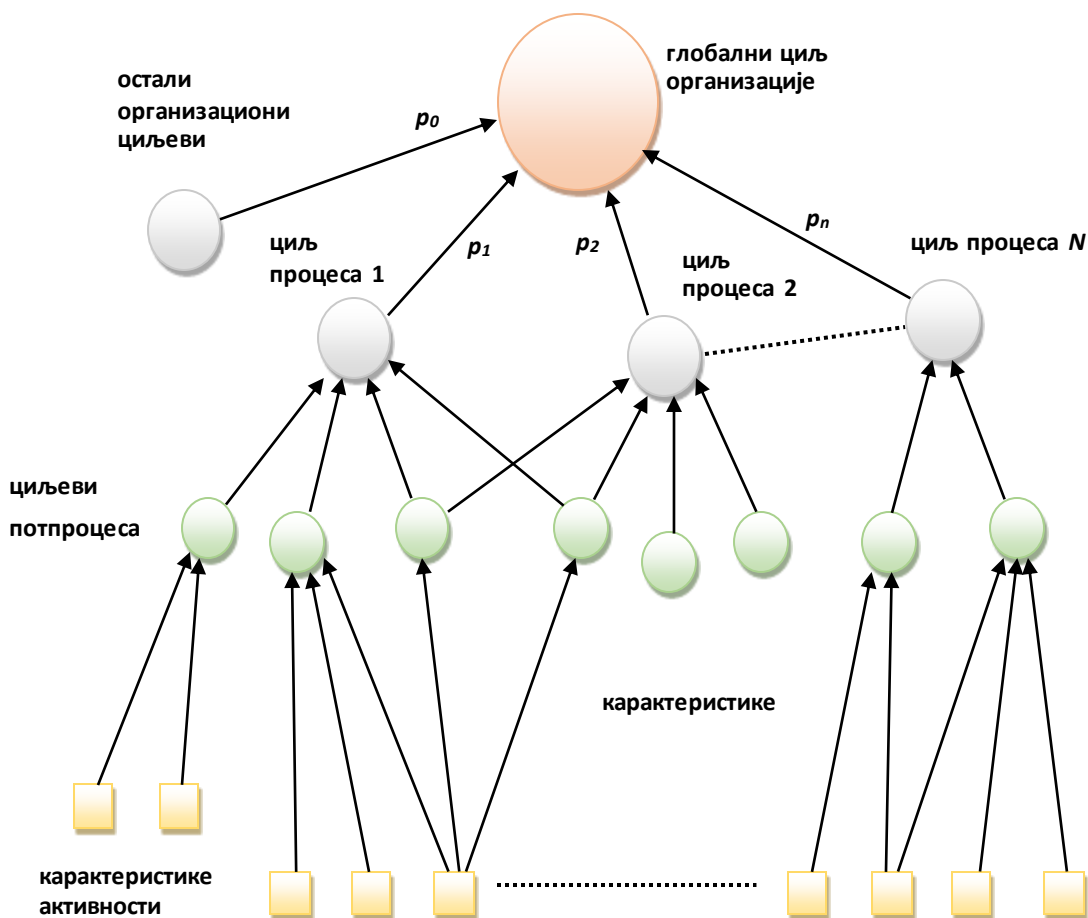 глобални циљ
организације
остали
организациони
циљеви
p0
p1
p2
pn
циљ
процеса 1
циљ
процеса 2
циљ процеса N
циљеви
потпроцеса
карактеристике
карактеристике
активности